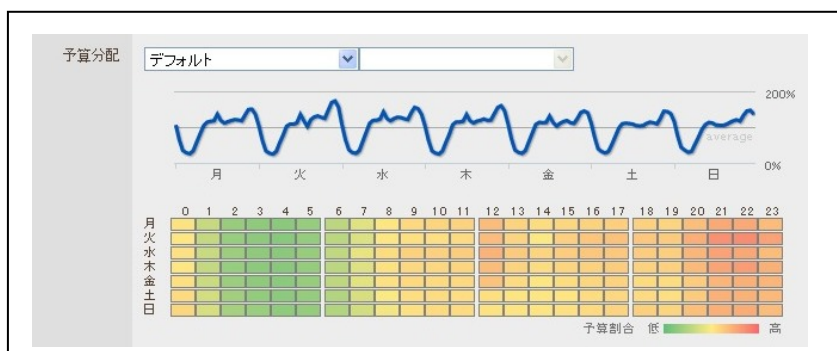 予算分配 デフォルト
200%
average
0%
月 火 水 木 金 土 日
0 1 2 3 4 5 6 7 8 9 10 11 12 13 14 15 16 17 18 19 20 21 22 23
月
火
水
木
金
土
日
予算割合 低 高